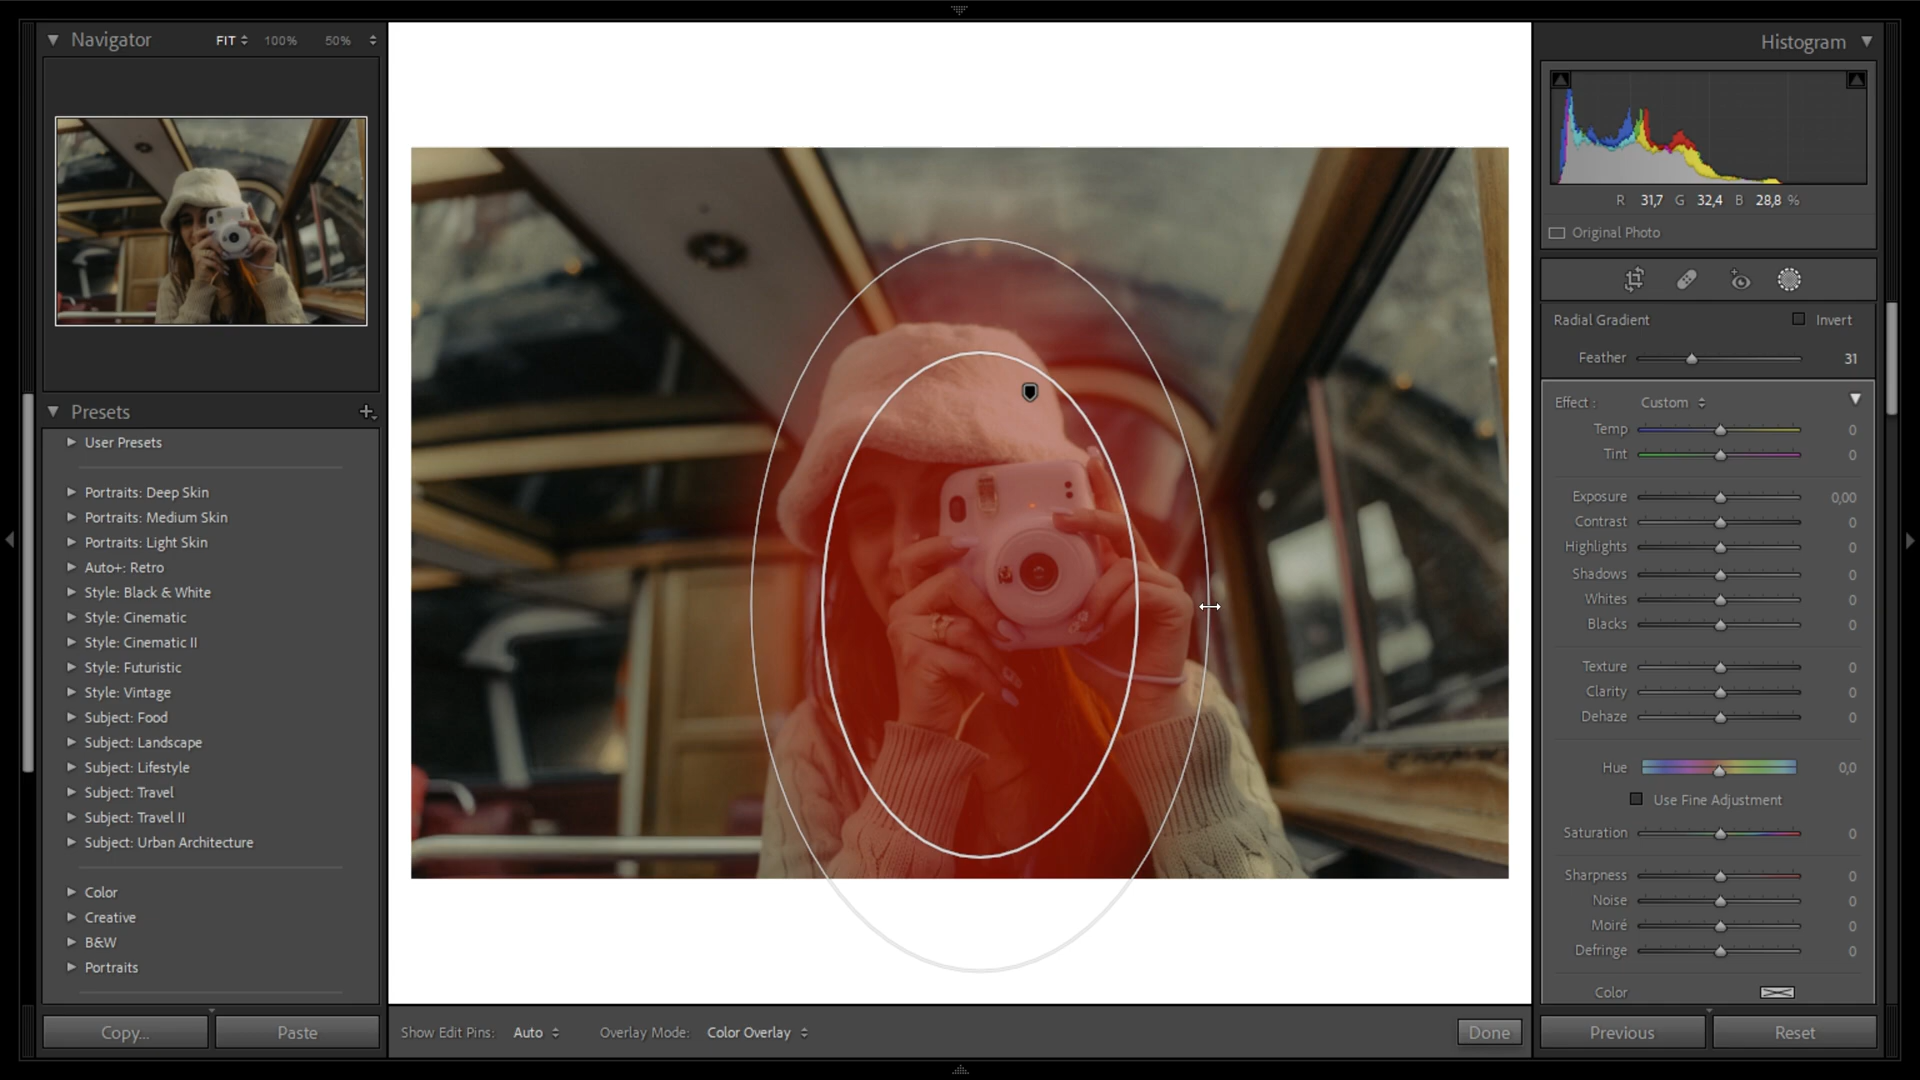 Navigator FIT 100% 50%
Presets
User Presets
Portraits: Deep Skin
Portraits: Medium Skin
Portraits: Light Skin
Auto+: Retro
Style: Black & White
Style: Cinematic
Style: Cinematic II
Style: Futuristic
Style: Vintage
Subject: Food
Subject: Landscape
Subject: Lifestyle
Subject: Travel
Subject: Travel II
Subject: Urban Architecture
Color
Creative
B&W
Portraits
Copy... Paste
Show Edit Pins: Auto Overlay Mode: Color Overlay Done
Histogram
R 31,7 G 32,4 B 28,8 %
Original Photo
Radial Gradient Invert
Feather 31
Effect : Custom
Temp 0
Tint 0
Exposure 0,00
Contrast 0
Highlights 0
Shadows 0
Whites 0
Blacks 0
Texture 0
Clarity 0
Dehaze 0
Hue 0,0
Use Fine Adjustment
Saturation 0
Sharpness 0
Noise 0
Moiré 0
Defringe 0
Color
Previous Reset